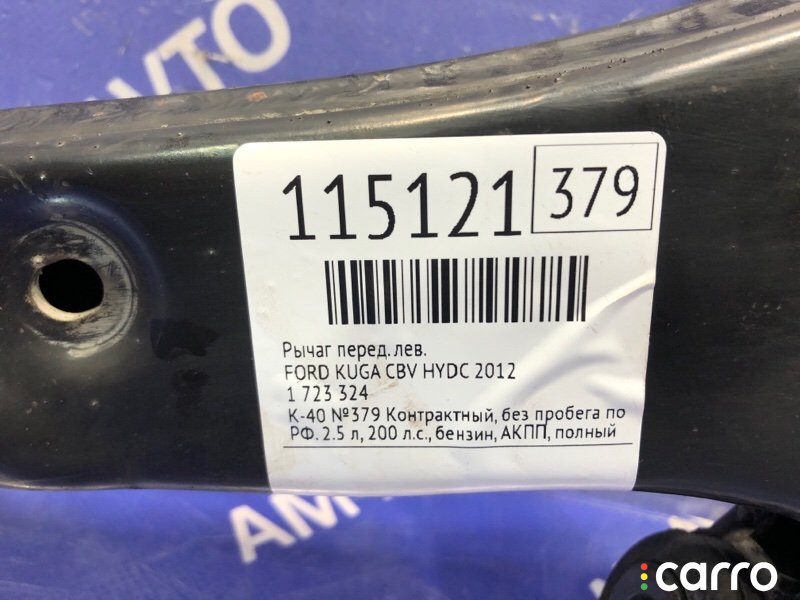 АВТО
115121 379
Рычаг перед. лев.
FORD KUGA CBV HYDC 2012
1 723 324
К-40 №379 Контрактный, без пробега по
РФ. 2.5 л, 200 л.с., бензин, АКПП, полный
carro